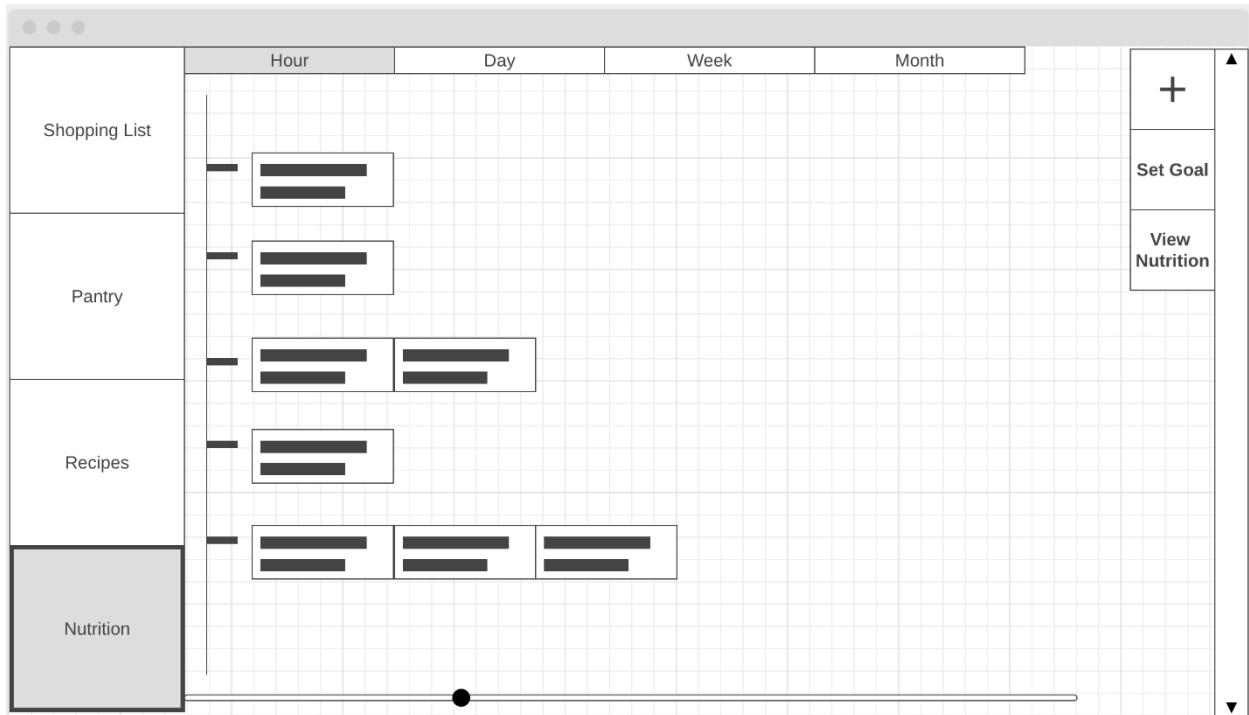 Hour
Day
Week
Month
Shopping List
Pantry
Recipes
Nutrition
+
Set Goal
View
Nutrition